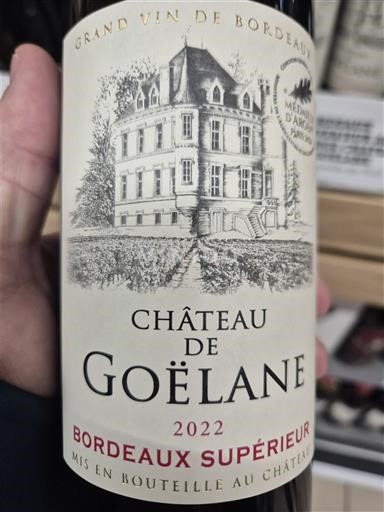 GRAND VIN DE BORDEAUX
MÉDAILLE
D'ARGENT
CHÂTEAU
DE
GOËLANE
2022
BORDEAUX SUPÉRIEUR
MIS EN BOUTEILLE AU CHÂTEAU